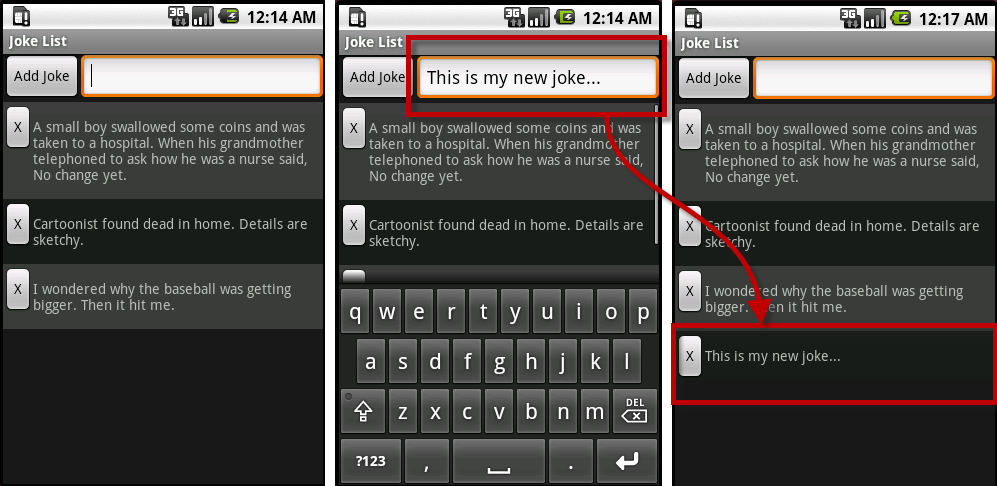 3G
12:14 AM
Joke List
Add Joke
X
A small boy swallowed some coins and was
taken to a hospital. When his grandmother
telephoned to ask how he was a nurse said,
No change yet.
X
Cartoonist found dead in home. Details are
sketchy.
X
I wondered why the baseball was getting
bigger. Then it hit me.
3G
12:14 AM
Joke List
Add Joke
This is my new joke...
X
A small boy swallowed some coins and was
taken to a hospital. When his grandmother
telephoned to ask how he was a nurse said,
No change yet.
X
Cartoonist found dead in home. Details are
sketchy.
q w e r t y u i o p
a s d f g h j k l
z x c v b n m DEL
?123 , .
3G
12:17 AM
Joke List
Add Joke
X
A small boy swallowed some coins and was
taken to a hospital. When his grandmother
telephoned to ask how he was a nurse said,
No change yet.
X
Cartoonist found dead in home. Details are
sketchy.
X
I wondered why the baseball was getting
bigger. Then it hit me.
X
This is my new joke...